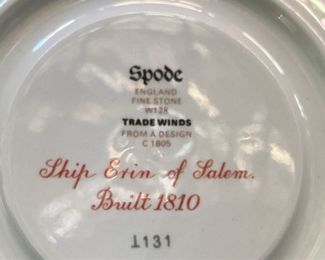 Spode
ENGLAND
FINE STONE
W128
TRADE WINDS
FROM A DESIGN
C 1805
Ship Erin of Salem.
Built 1810
1131